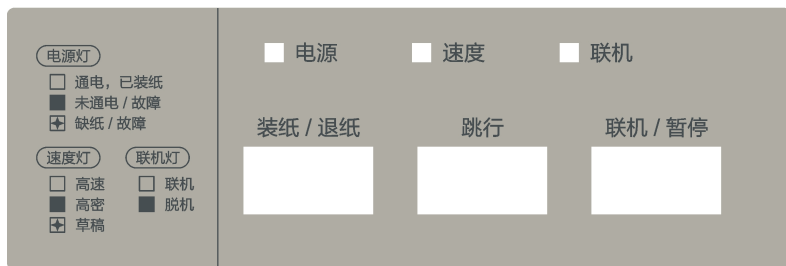 电源灯
通电，已装纸
未通电 / 故障
缺纸 / 故障
速度灯 联机灯
高速 联机
高密 脱机
草稿
电源 速度 联机
装纸 / 退纸 跳行 联机 / 暂停